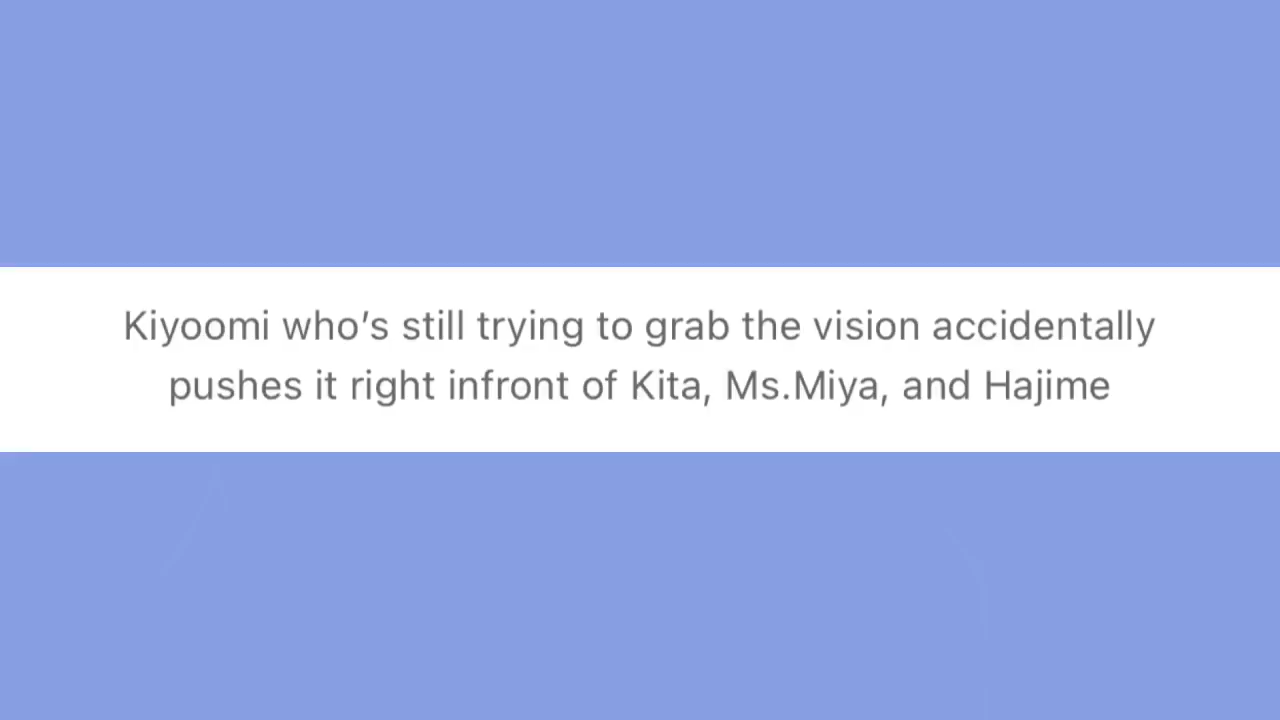 Kiyoomi who’s still trying to grab the vision accidentally
pushes it right infront of Kita, Ms.Miya, and Hajime